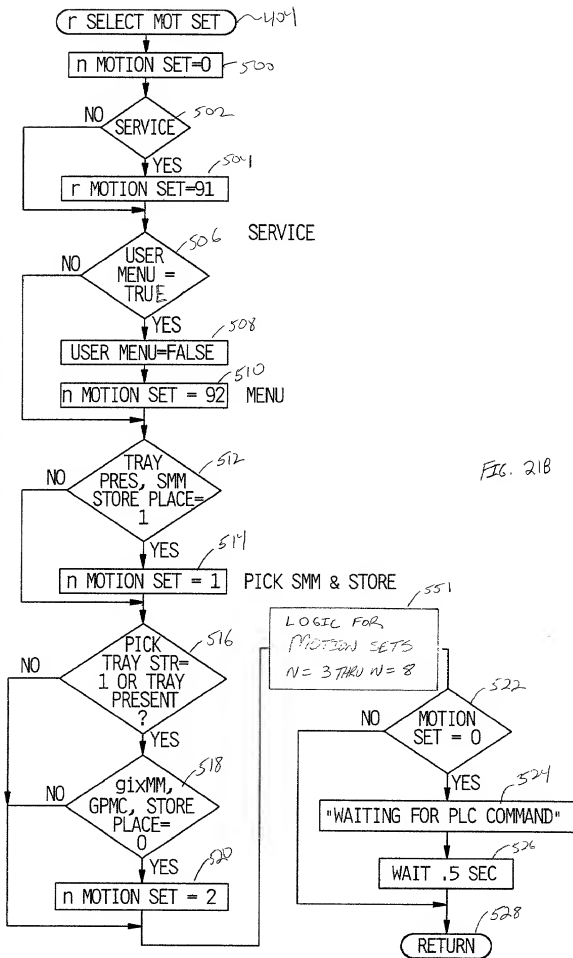 r SELECT MOT SET
404
n MOTION SET=0
500
502
NO
SERVICE
YES
504
r MOTION SET=91
506
SERVICE
NO
USER
MENU =
TRUE
YES
508
USER MENU=FALSE
510
n MOTION SET = 92
MENU
512
NO
TRAY
PRES, SMM
STORE PLACE=
1
FIG. 21B
YES
514
n MOTION SET = 1
PICK SMM & STORE
516
NO
PICK
TRAY STR=
1 OR TRAY
PRESENT
?
YES
518
NO
gixMM,
GPMC, STORE
PLACE=
0
YES
520
n MOTION SET = 2
551
LOGIC FOR
MOTION SETS
N = 3 THRU N = 8
522
NO
MOTION
SET = 0
YES
524
"WAITING FOR PLC COMMAND"
526
WAIT .5 SEC
528
RETURN